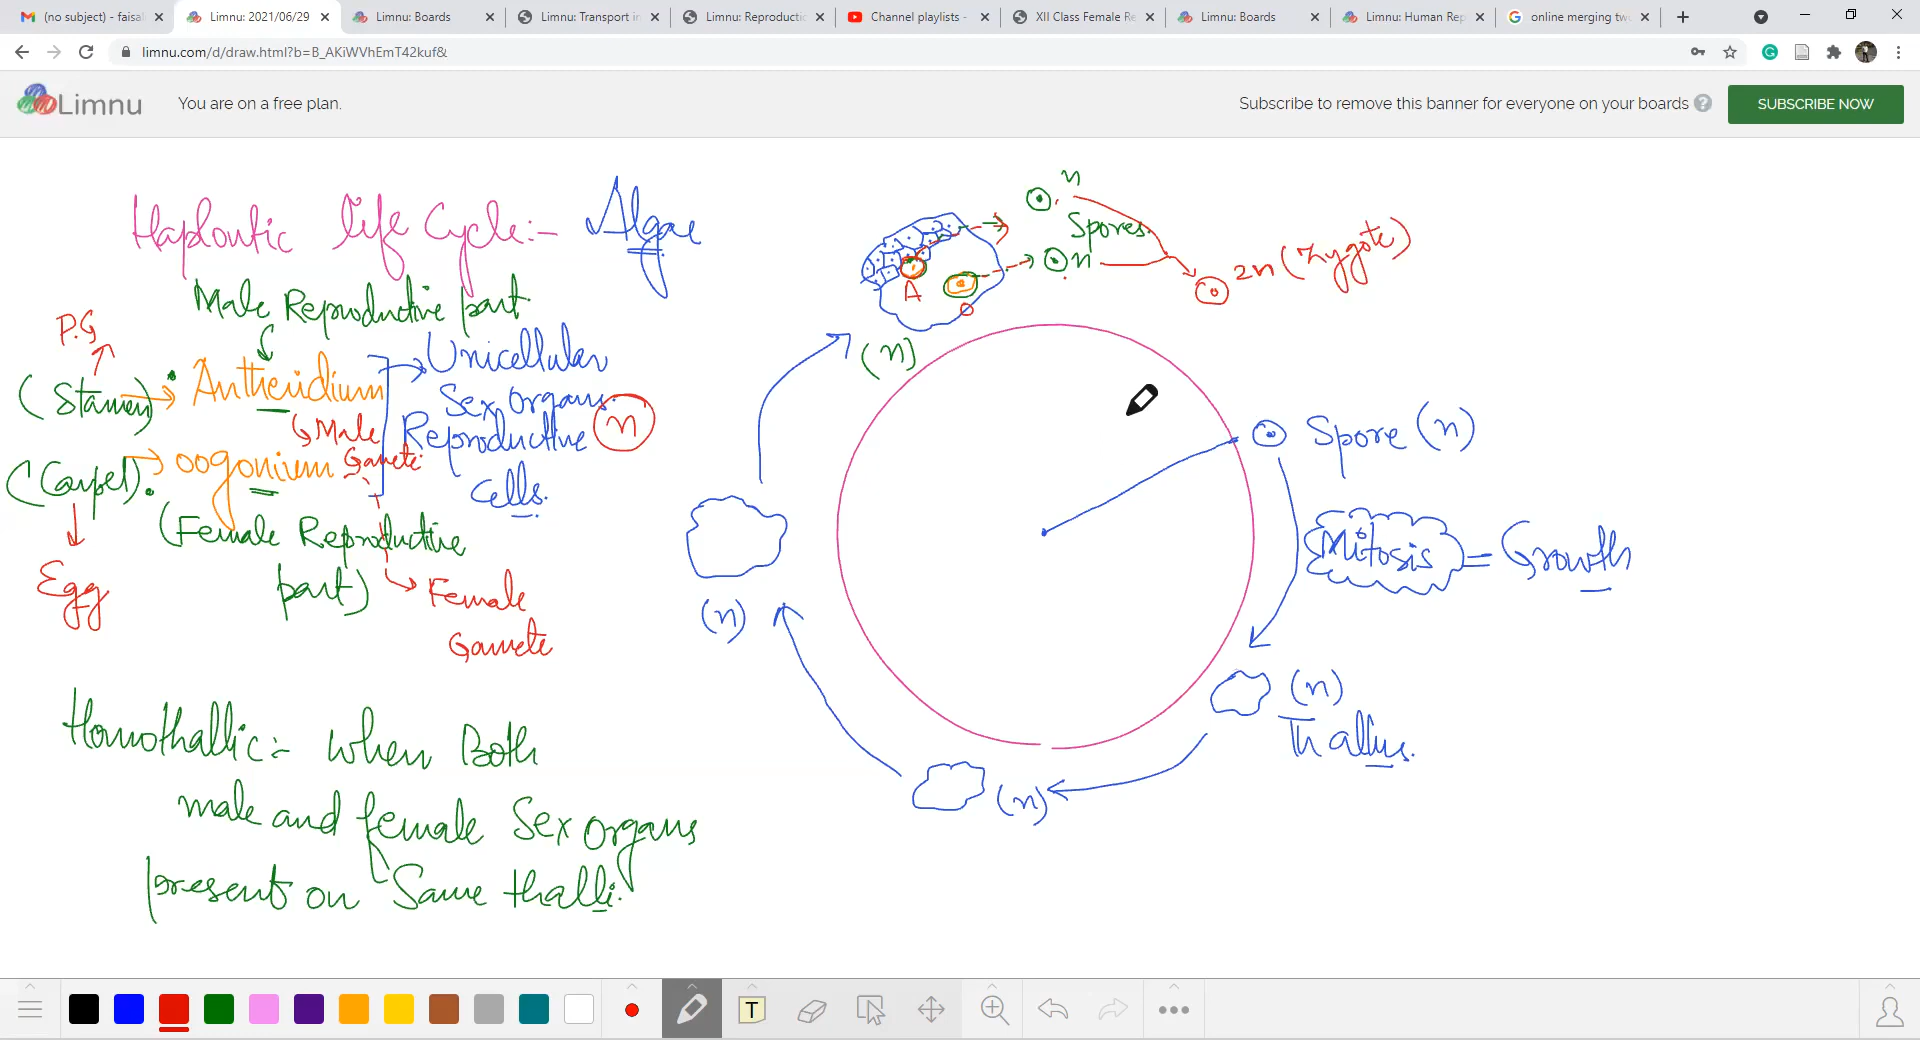 (no subject) - faisal
Limnu: 2021/06/29
Limnu: Boards
Limnu: Transport in
Limnu: Reproductio
Channel playlists -
XII Class Female Re
Limnu: Boards
Limnu: Human Rep
online merging tw
limnu.com/d/draw.html?b=B_AKiWVhEmT42kuf&
Limnu
You are on a free plan.
Subscribe to remove this banner for everyone on your boards
SUBSCRIBE NOW
Haplontic life Cycle:- Algae
Male Reproductive part
P.G
(Stamen) Antheridium
Male
Gamete
(Carpel). oogonium
(Female Reproductive
part)
Egg
Female
Gamete
Unicellular
Sex organs.
Reproductive (n)
Cells.
Homothallic:- When Both
male and female Sex organs
present on Same thalli.
A
O
(n)
n
Spores.
n
2n (Zygote)
Spore (n)
Mitosis = Growth
(n)
Thallus.
(n)
(n)
T